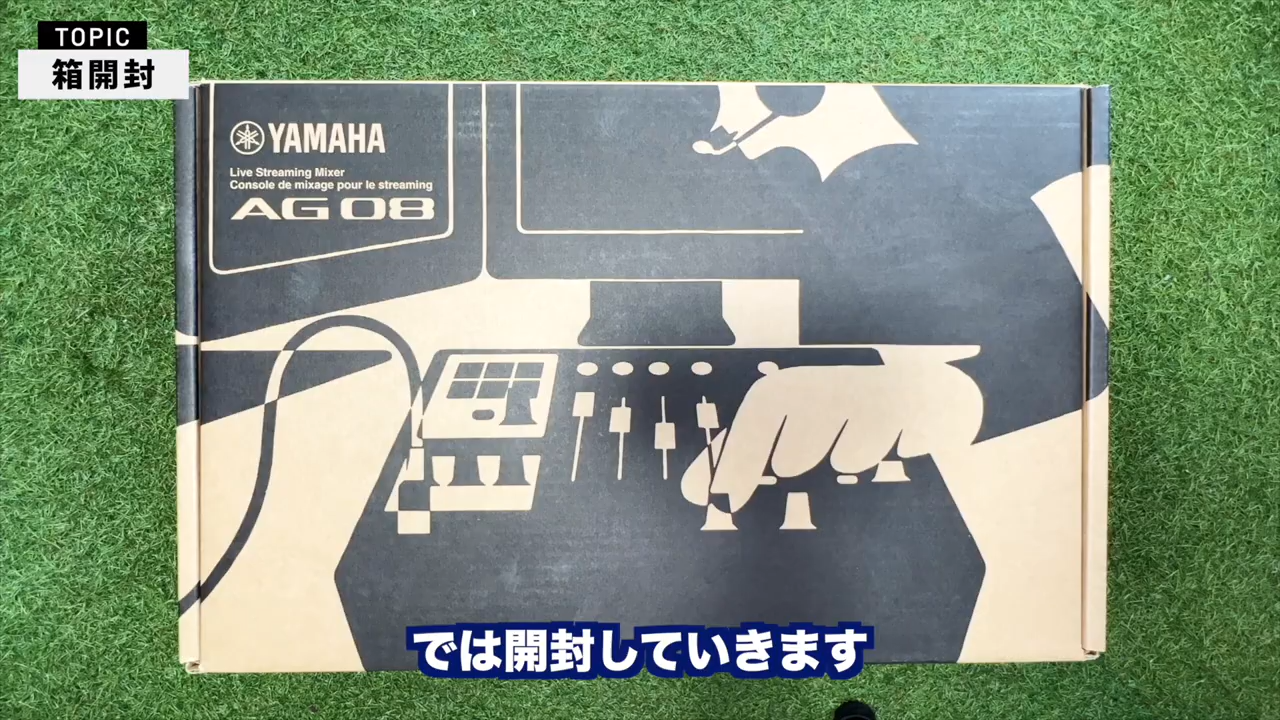 TOPIC
箱開封
YAMAHA
Live Streaming Mixer
Console de mixage pour le streaming
AG08
では開封していきます